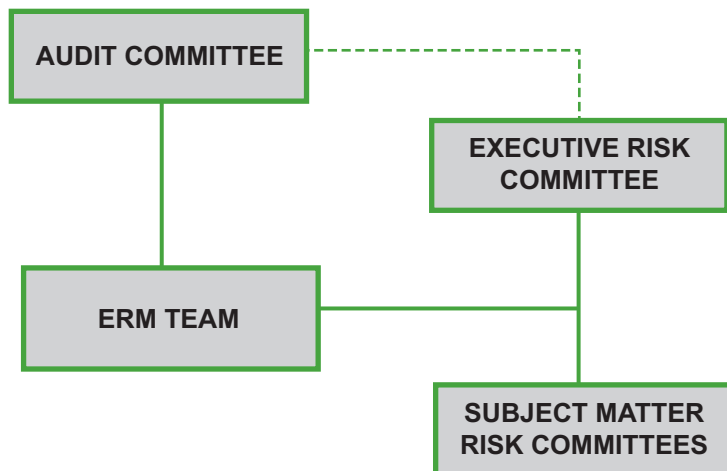 AUDIT COMMITTEE
EXECUTIVE RISK
COMMITTEE
ERM TEAM
SUBJECT MATTER
RISK COMMITTEES